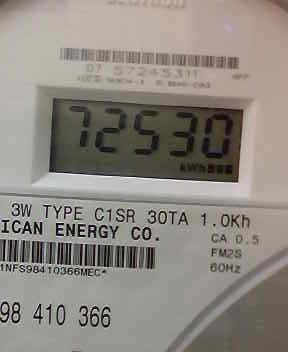 07 57245311
72530
kWh
3W TYPE C1SR 30TA 1.0Kh
ICAN ENERGY CO.
CA 0.5
FM2S
60Hz
1NFS98410366MEC*
98 410 366